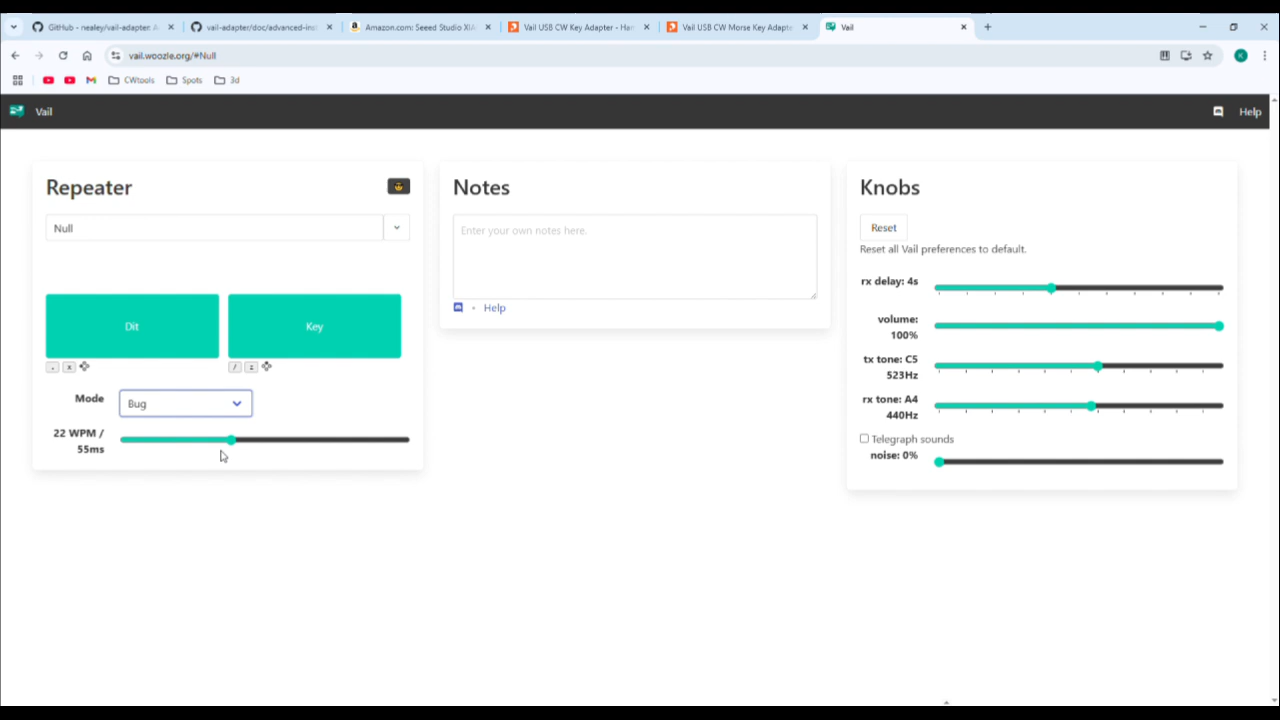 GitHub - nealey/vail-adapter: A
vail-adapter/doc/advanced-inst
Amazon.com: Seeed Studio XIA
Vail USB CW Key Adapter - Han
Vail USB CW Morse Key Adapte
Vail
vail.woozle.org/#Null
K
CWtools
Spots
3d
Vail
Help
Repeater
Null
Dit
Key
. x
/ z
Mode
Bug
22 WPM /
55ms
Notes
Enter your own notes here.
Help
Knobs
Reset
Reset all Vail preferences to default.
rx delay: 4s
volume:
100%
tx tone: C5
523Hz
rx tone: A4
440Hz
Telegraph sounds
noise: 0%